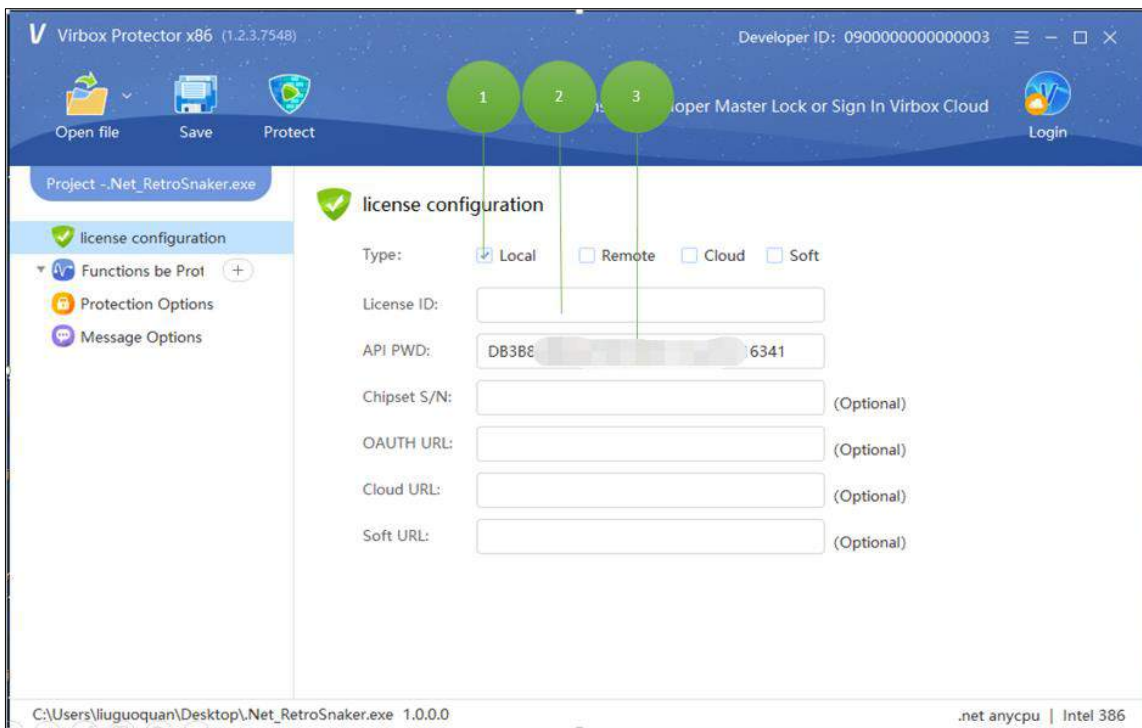 Virbox Protector x86 (1.2.3.7548)
Developer ID: 0900000000000003
1 2 3
Master Lock or Sign In Virbox Cloud
Open file Save Protect Login
Project -.Net_RetroSnaker.exe
license configuration
Functions be Prot
Protection Options
Message Options
license configuration
Type: Local Remote Cloud Soft
License ID:
API PWD: DB3B8 6341
Chipset S/N: (Optional)
OAUTH URL: (Optional)
Cloud URL: (Optional)
Soft URL: (Optional)
C:\Users\liuguoquan\Desktop\.Net_RetroSnaker.exe 1.0.0.0
.net anycpu | Intel 386